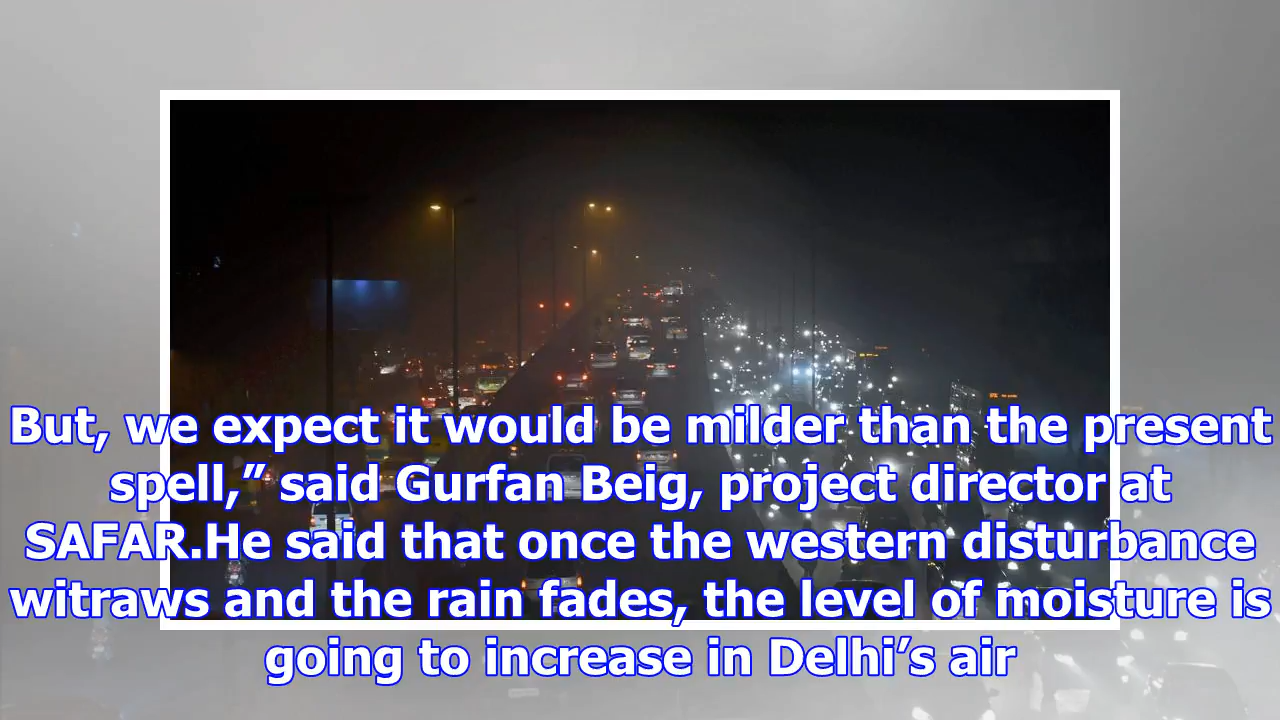 But, we expect it would be milder than the present
spell,” said Gurfan Beig, project director at
SAFAR.He said that once the western disturbance
witraws and the rain fades, the level of moisture is
going to increase in Delhi’s air